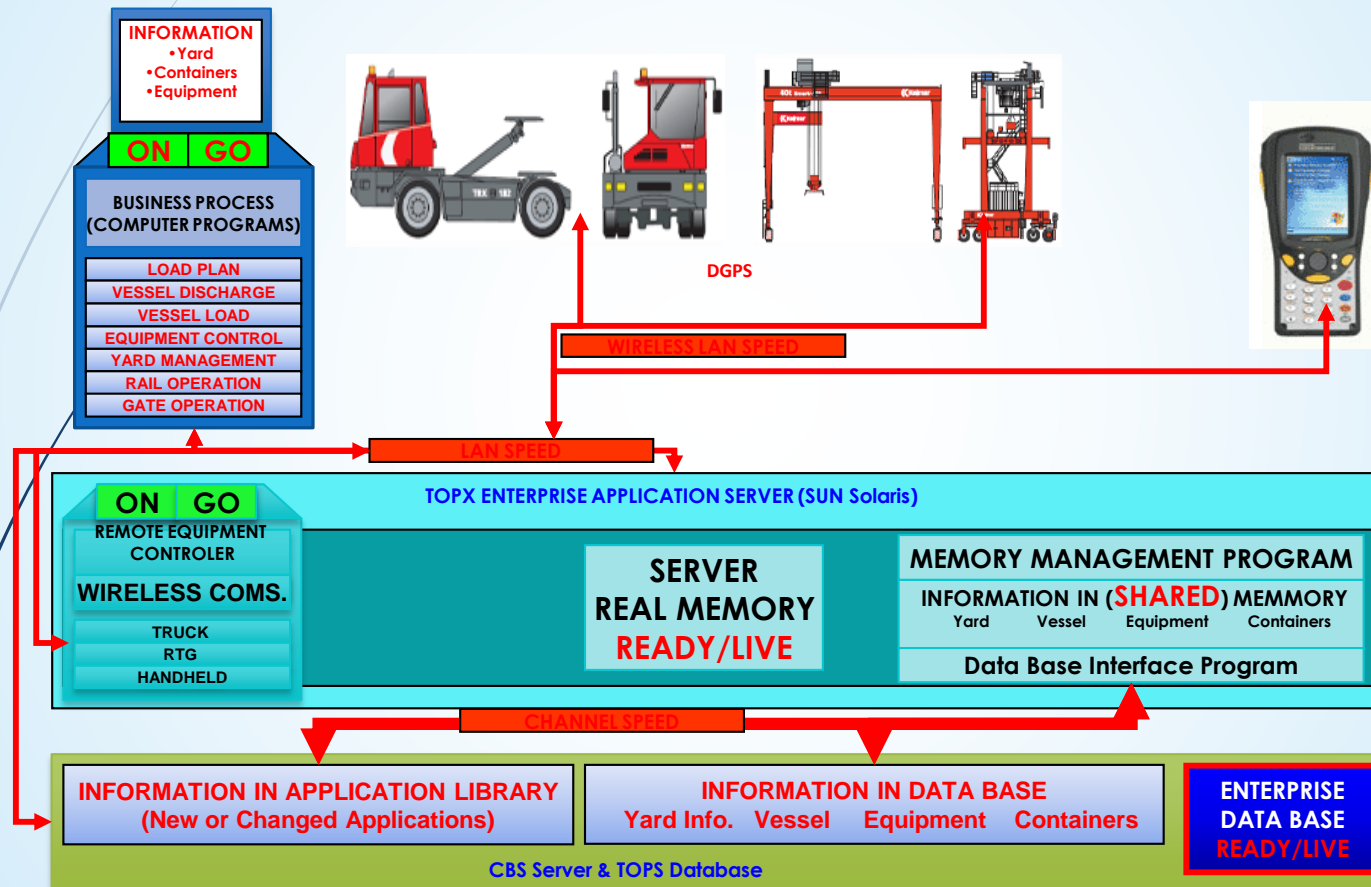 INFORMATION
•Yard
•Containers
•Equipment
ON GO
BUSINESS PROCESS
(COMPUTER PROGRAMS)
LOAD PLAN
VESSEL DISCHARGE
VESSEL LOAD
EQUIPMENT CONTROL
YARD MANAGEMENT
RAIL OPERATION
GATE OPERATION
DGPS
WIRELESS LAN SPEED
LAN SPEED
TOPX ENTERPRISE APPLICATION SERVER (SUN Solaris)
ON GO
REMOTE EQUIPMENT
CONTROLER
WIRELESS COMS.
TRUCK
RTG
HANDHELD
SERVER
REAL MEMORY
READY/LIVE
MEMORY MANAGEMENT PROGRAM
INFORMATION IN (SHARED) MEMMORY
Yard Vessel Equipment Containers
Data Base Interface Program
CHANNEL SPEED
INFORMATION IN APPLICATION LIBRARY
(New or Changed Applications)
INFORMATION IN DATA BASE
Yard Info. Vessel Equipment Containers
ENTERPRISE
DATA BASE
READY/LIVE
CBS Server & TOPS Database